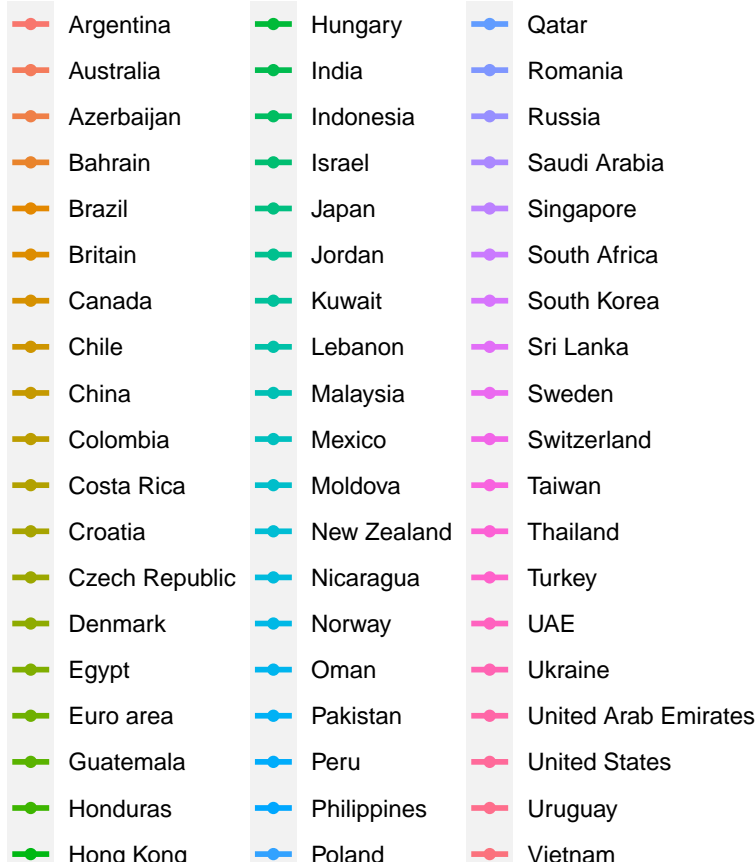 Argentina
Australia
Azerbaijan
Bahrain
Brazil
Britain
Canada
Chile
China
Colombia
Costa Rica
Croatia
Czech Republic
Denmark
Egypt
Euro area
Guatemala
Honduras
Hong Kong
Hungary
India
Indonesia
Israel
Japan
Jordan
Kuwait
Lebanon
Malaysia
Mexico
Moldova
New Zealand
Nicaragua
Norway
Oman
Pakistan
Peru
Philippines
Poland
Qatar
Romania
Russia
Saudi Arabia
Singapore
South Africa
South Korea
Sri Lanka
Sweden
Switzerland
Taiwan
Thailand
Turkey
UAE
Ukraine
United Arab Emirates
United States
Uruguay
Vietnam